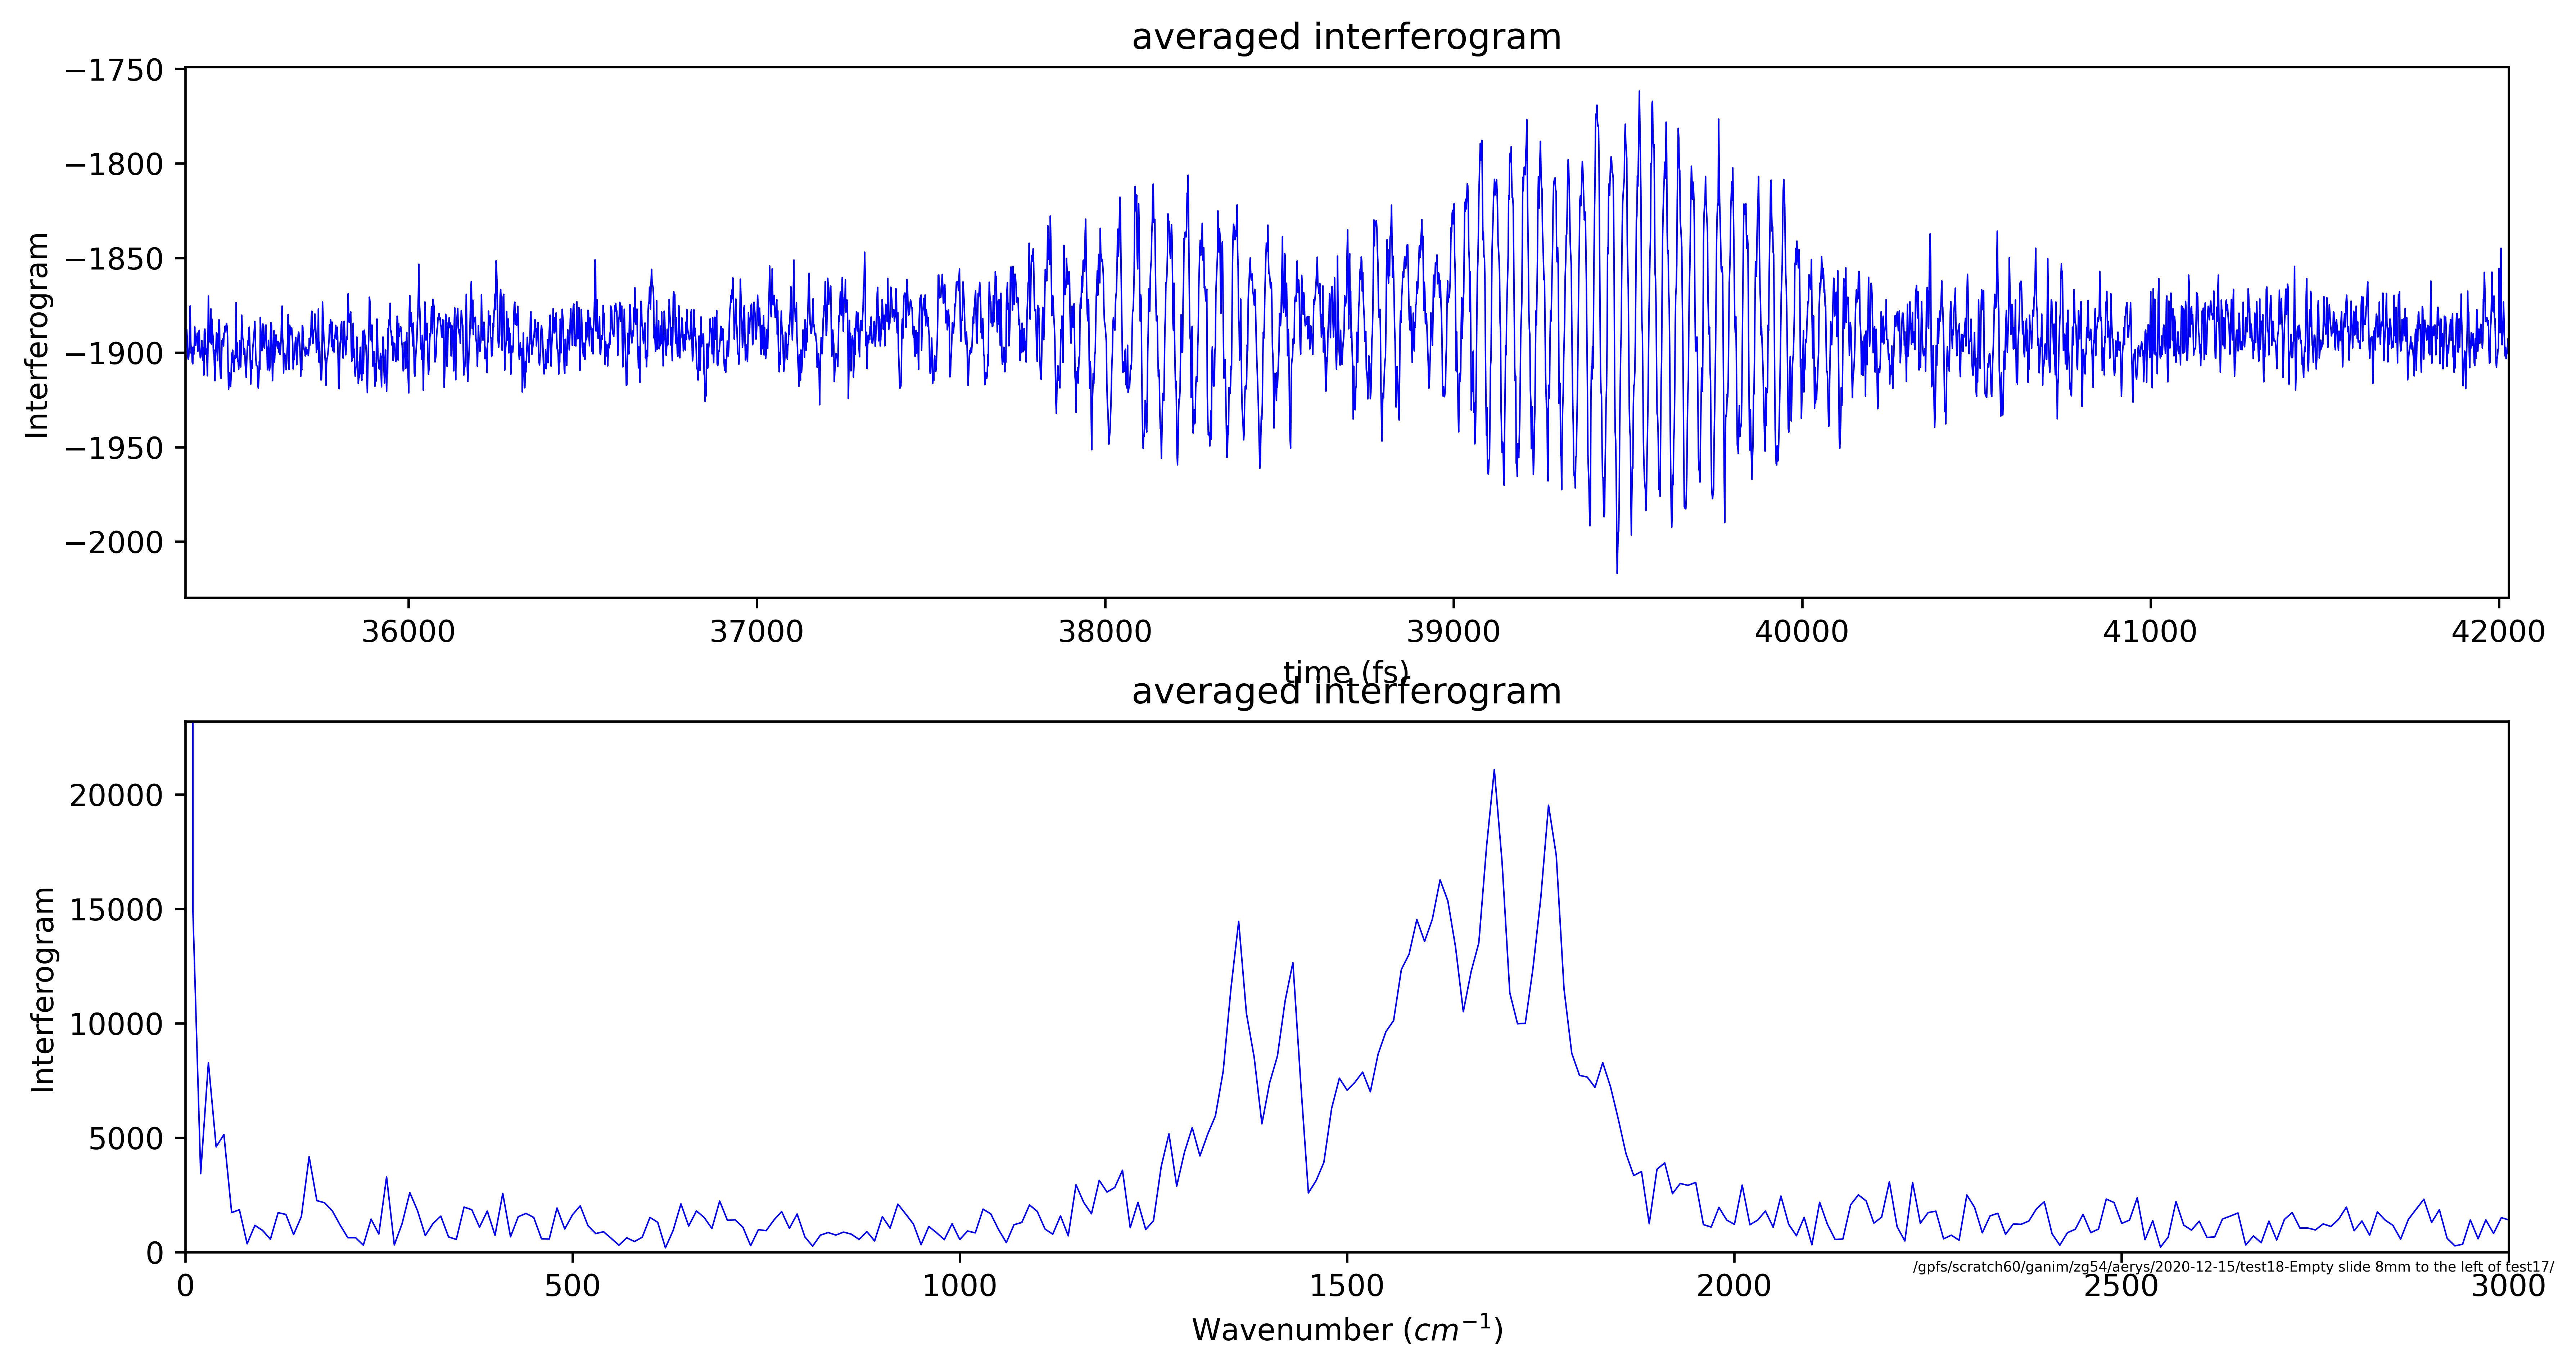 averaged interferogram
−1750
−1800
−1850
−1900
−1950
−2000
Interferogram
36000 37000 38000 39000 40000 41000 42000
time (fs)
averaged interferogram
20000
15000
10000
5000
0
Interferogram
/gpfs/scratch60/ganim/zg54/aerys/2020-12-15/test18-Empty slide 8mm to the left of test17/
0 500 1000 1500 2000 2500 3000
Wavenumber (cm⁻¹)